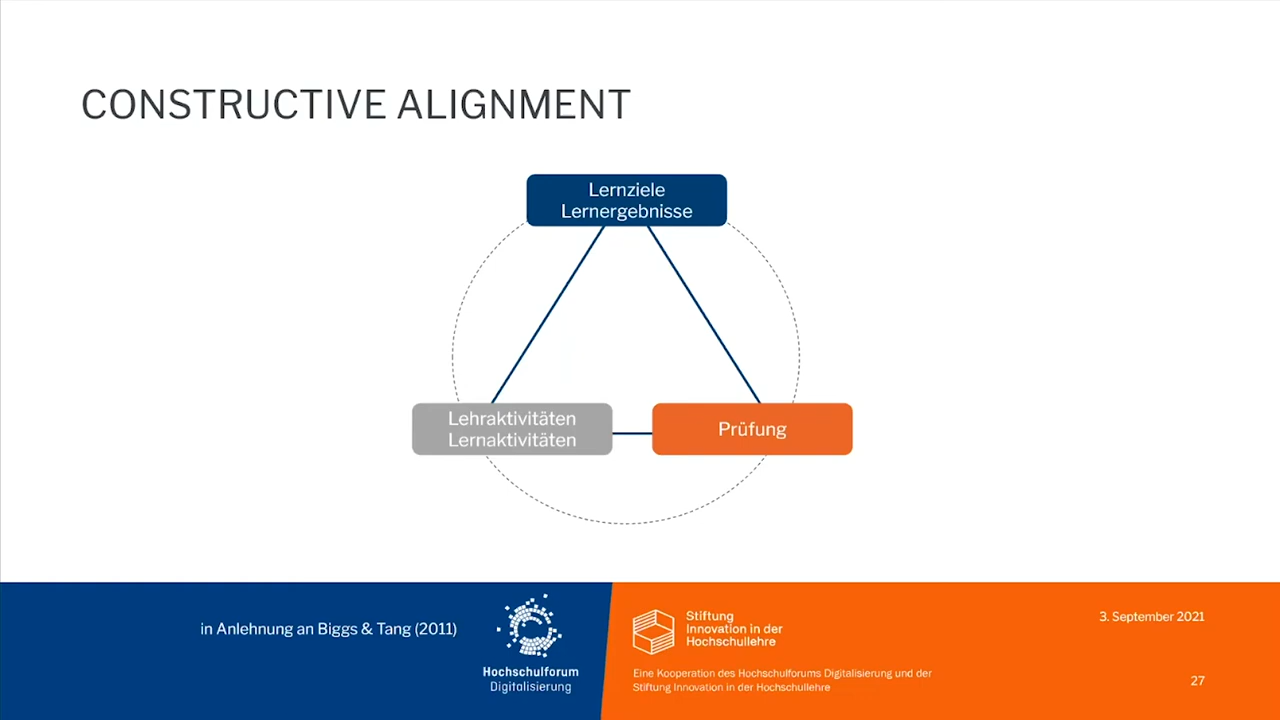 CONSTRUCTIVE ALIGNMENT
Lernziele
Lernergebnisse
Lehraktivitäten
Lernaktivitäten
Prüfung
in Anlehnung an Biggs & Tang (2011)
Hochschulforum
Digitalisierung
Stiftung
Innovation in der
Hochschullehre
Eine Kooperation des Hochschulforums Digitalisierung und der
Stiftung Innovation in der Hochschullehre
3. September 2021
27